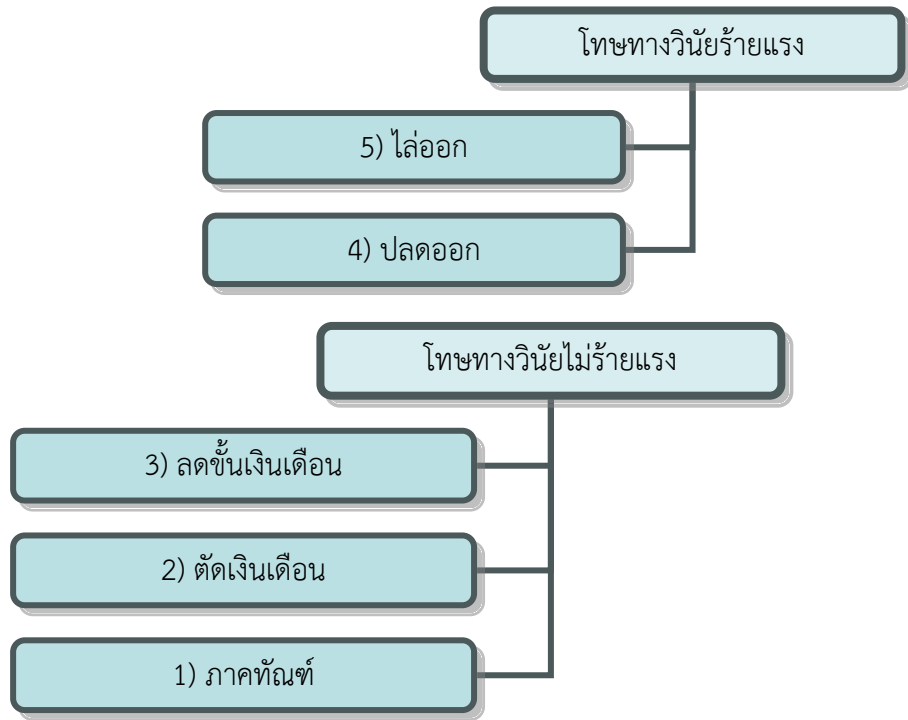 โทษทางวินัยร้ายแรง
5) ไล่ออก
4) ปลดออก
โทษทางวินัยไม่ร้ายแรง
3) ลดขั้นเงินเดือน
2) ตัดเงินเดือน
1) ภาคทัณฑ์